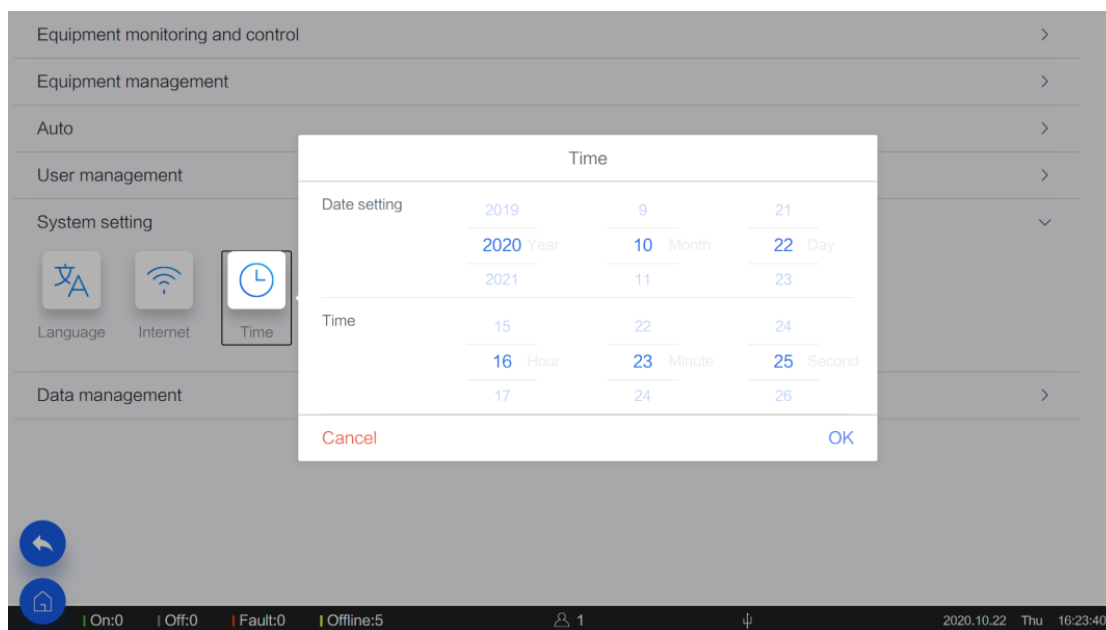 Equipment monitoring and control
Equipment management
Auto
User management
System setting
Language
Internet
Time
Data management
Time
Date setting
2019 9 21
2020 Year 10 Month 22 Day
2021 11 23
Time
15 22 24
16 Hour 23 Minute 25 Second
17 24 26
Cancel OK
On:0 Off:0 Fault:0 Offline:5 1 2020.10.22 Thu 16:23:40